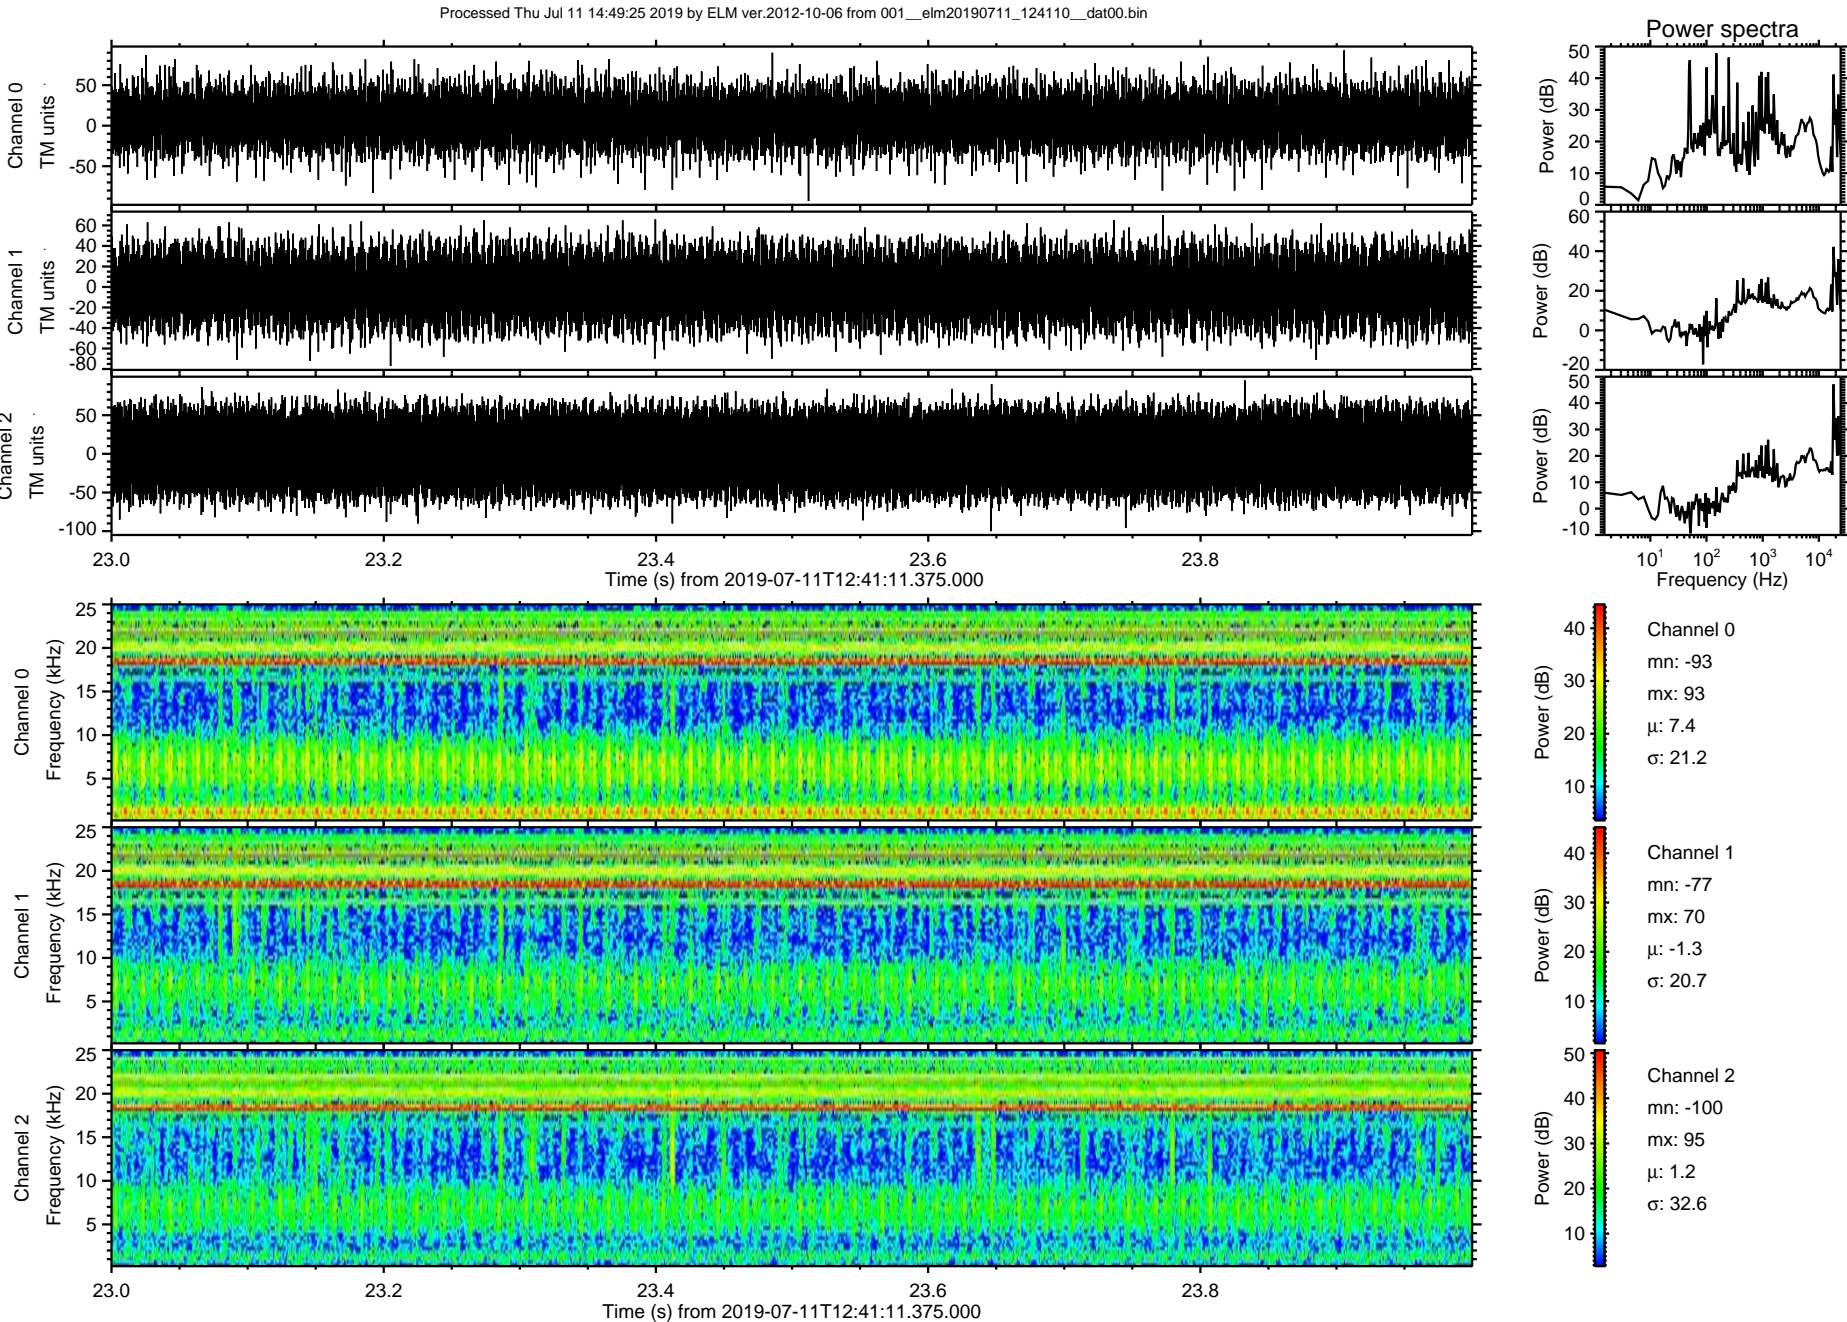 Processed Thu Jul 11 14:49:25 2019 by ELM ver.2012-10-06 from 001__elm20190711_124110__dat00.bin
Power spectra
Channel 0
TM units
50
0
-50
Power (dB)
50
40
30
20
10
0
Channel 1
TM units
60
40
20
0
-20
-40
-60
-80
Power (dB)
60
40
20
0
-20
Channel 2
TM units
50
0
-50
-100
Power (dB)
50
40
30
20
10
0
-10
23.0 23.2 23.4 23.6 23.8
Time (s) from 2019-07-11T12:41:11.375.000
10^1 10^2 10^3 10^4
Frequency (Hz)
Channel 0
Frequency (kHz)
25
20
15
10
5
Power (dB)
40
30
20
10
Channel 0
mn: -93
mx: 93
μ: 7.4
σ: 21.2
Channel 1
Frequency (kHz)
25
20
15
10
5
Power (dB)
40
30
20
10
Channel 1
mn: -77
mx: 70
μ: -1.3
σ: 20.7
Channel 2
Frequency (kHz)
25
20
15
10
5
Power (dB)
50
40
30
20
10
Channel 2
mn: -100
mx: 95
μ: 1.2
σ: 32.6
23.0 23.2 23.4 23.6 23.8
Time (s) from 2019-07-11T12:41:11.375.000